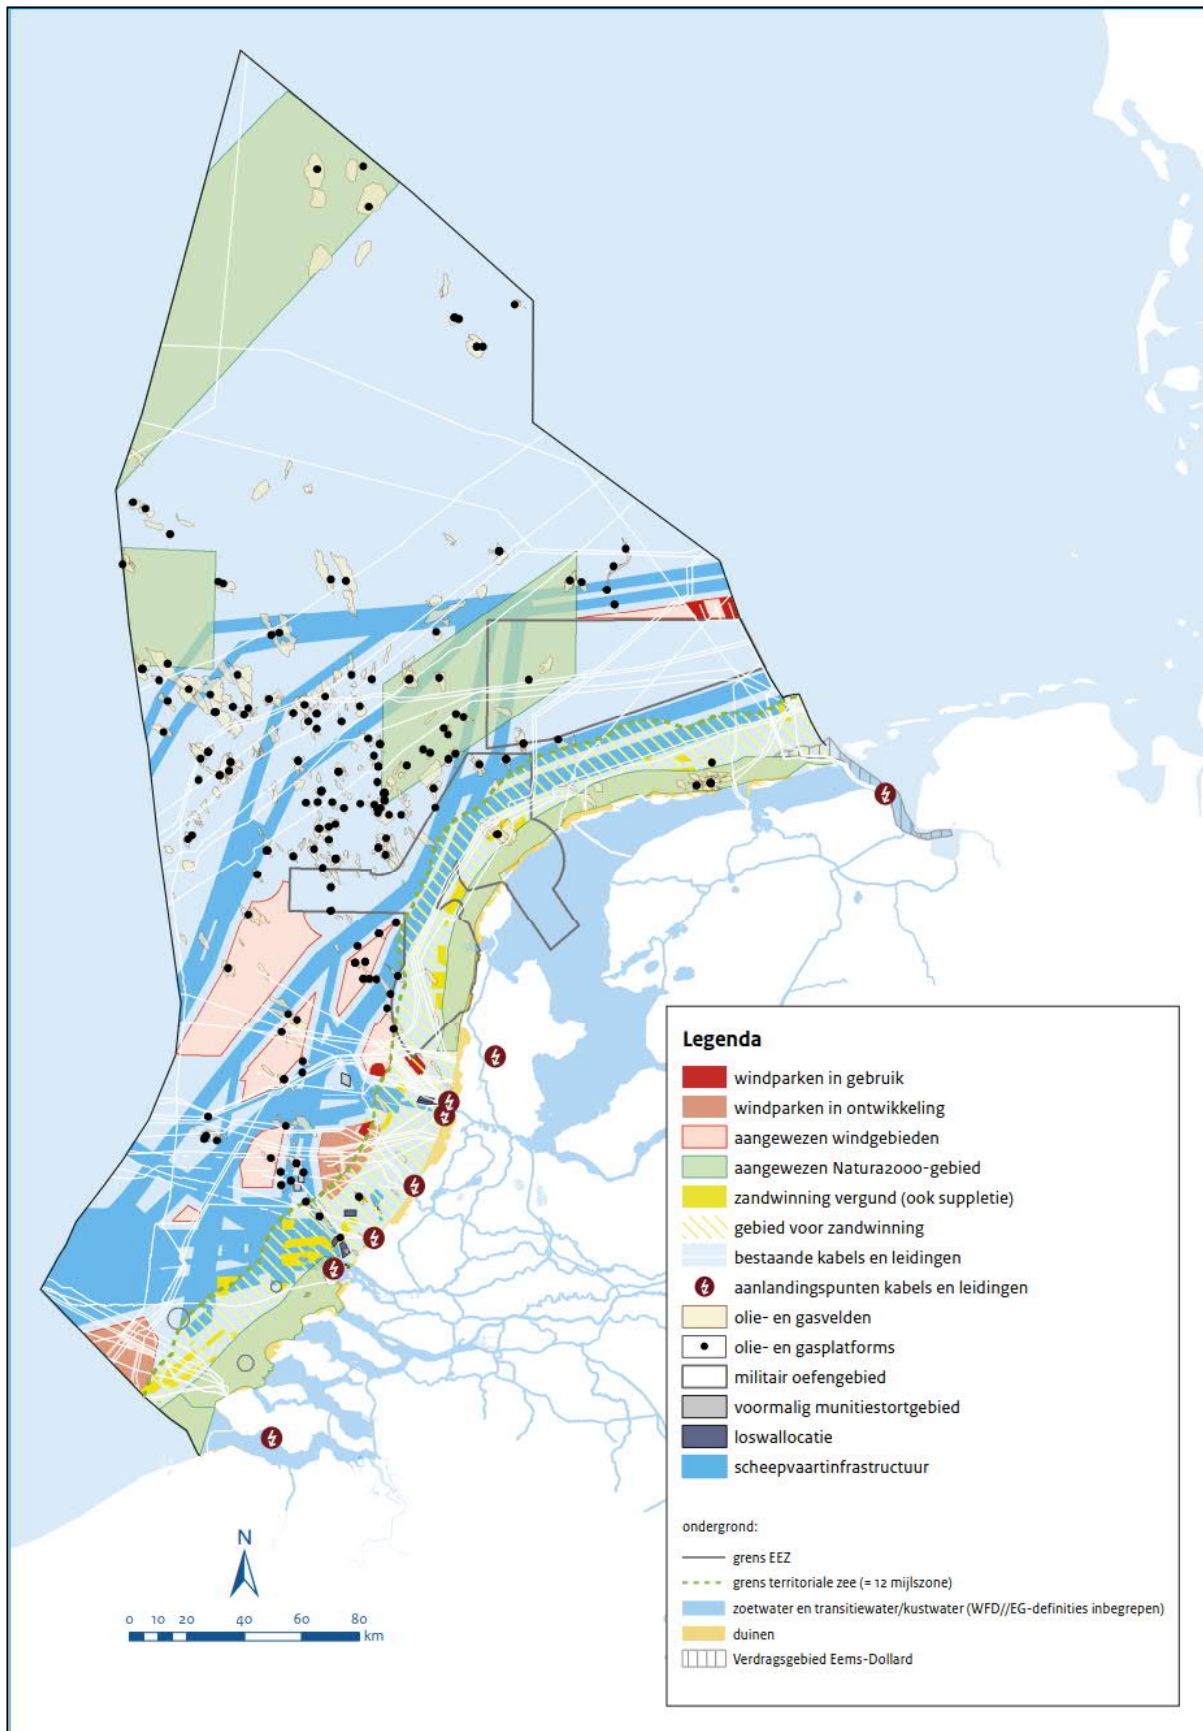 Legenda
windparken in gebruik
windparken in ontwikkeling
aangewezen windgebieden
aangewezen Natura2000-gebied
zandwinning vergund (ook suppletie)
gebied voor zandwinning
bestaande kabels en leidingen
aanlandingspunten kabels en leidingen
olie- en gasvelden
olie- en gasplatforms
militair oefengebied
voormalig munitiestortgebied
loswallocatie
scheepvaartinfrastructuur
ondergrond:
grens EEZ
grens territoriale zee (= 12 mijlszone)
zoetwater en transitiewater/kustwater (WFD//EG-definities inbegrepen)
duinen
Verdragsgebied Eems-Dollard
N
0 10 20 40 60 80
km